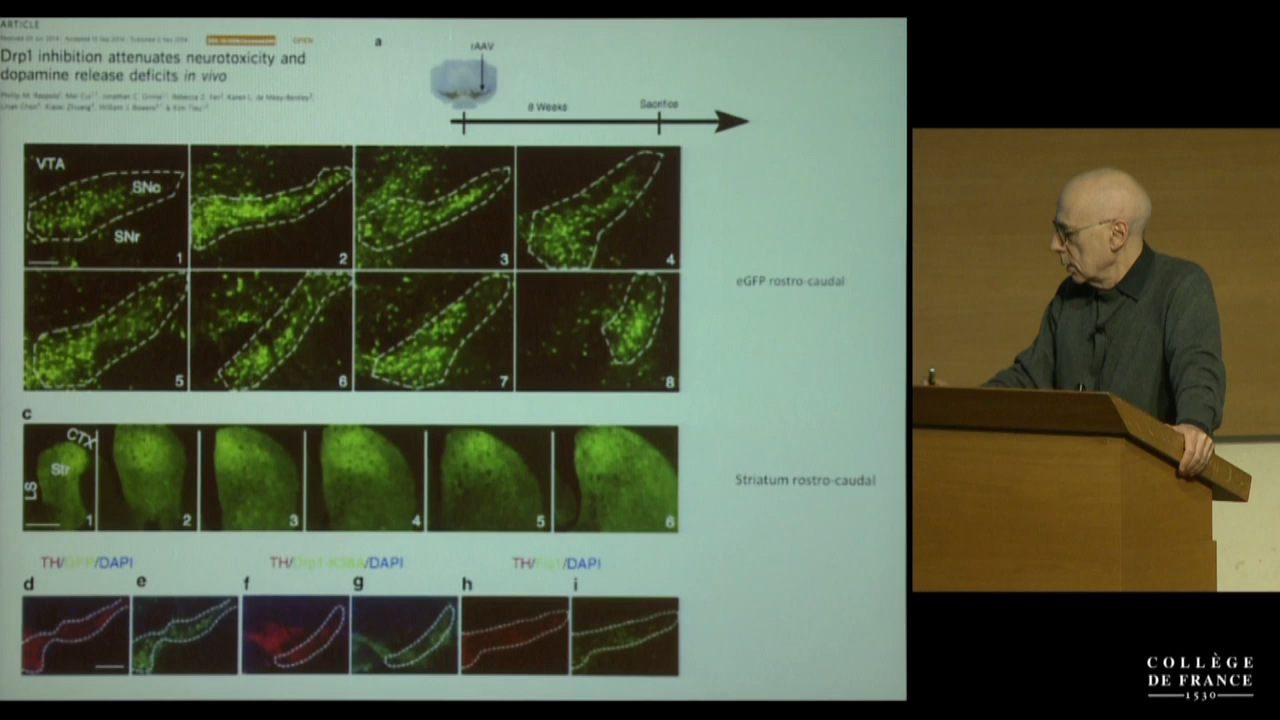 ARTICLE
OPEN
Drp1 inhibition attenuates neurotoxicity and
dopamine release deficits in vivo
a
rAAV
8 Weeks
Sacrifice
VTA
SNc
SNr
1
2
3
4
5
6
7
8
eGFP rostro-caudal
c
CTX
Str
LS
1
2
3
4
5
6
Striatum rostro-caudal
TH/GFP/DAPI
TH/Drp1-K38A/DAPI
TH/Fis1/DAPI
d
e
f
g
h
i
COLLÈGE
DE FRANCE
1530